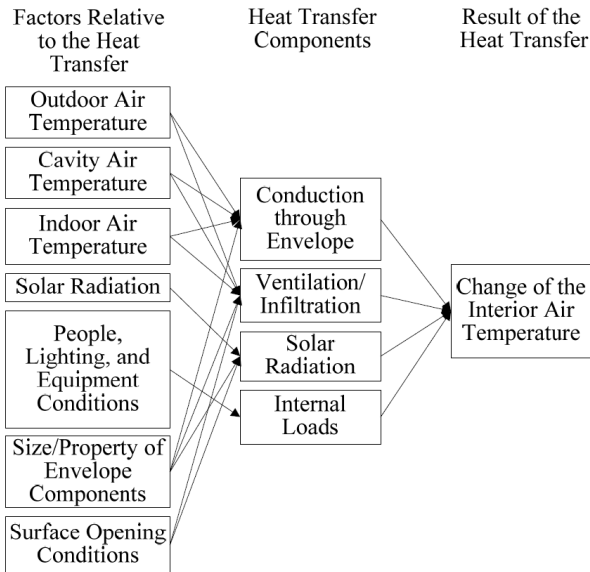 Factors Relative
to the Heat
Transfer
Heat Transfer
Components
Result of the
Heat Transfer
Outdoor Air
Temperature
Cavity Air
Temperature
Indoor Air
Temperature
Solar Radiation
People,
Lighting, and
Equipment
Conditions
Size/Property of
Envelope
Components
Surface Opening
Conditions
Conduction
through
Envelope
Ventilation/
Infiltration
Solar
Radiation
Internal
Loads
Change of the
Interior Air
Temperature